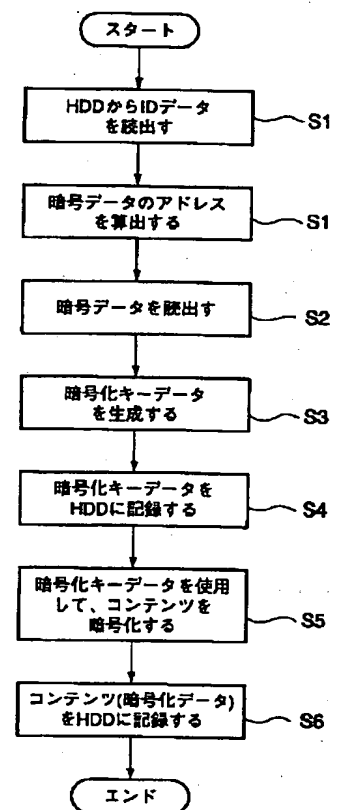 スタート
HDDからIDデータ
を読出す
S1
暗号データのアドレス
を算出する
S1
暗号データを読出す
S2
暗号化キーデータ
を生成する
S3
暗号化キーデータを
HDDに記録する
S4
暗号化キーデータを使用
して、コンテンツを
暗号化する
S5
コンテンツ(暗号化データ)
をHDDに記録する
S6
エンド